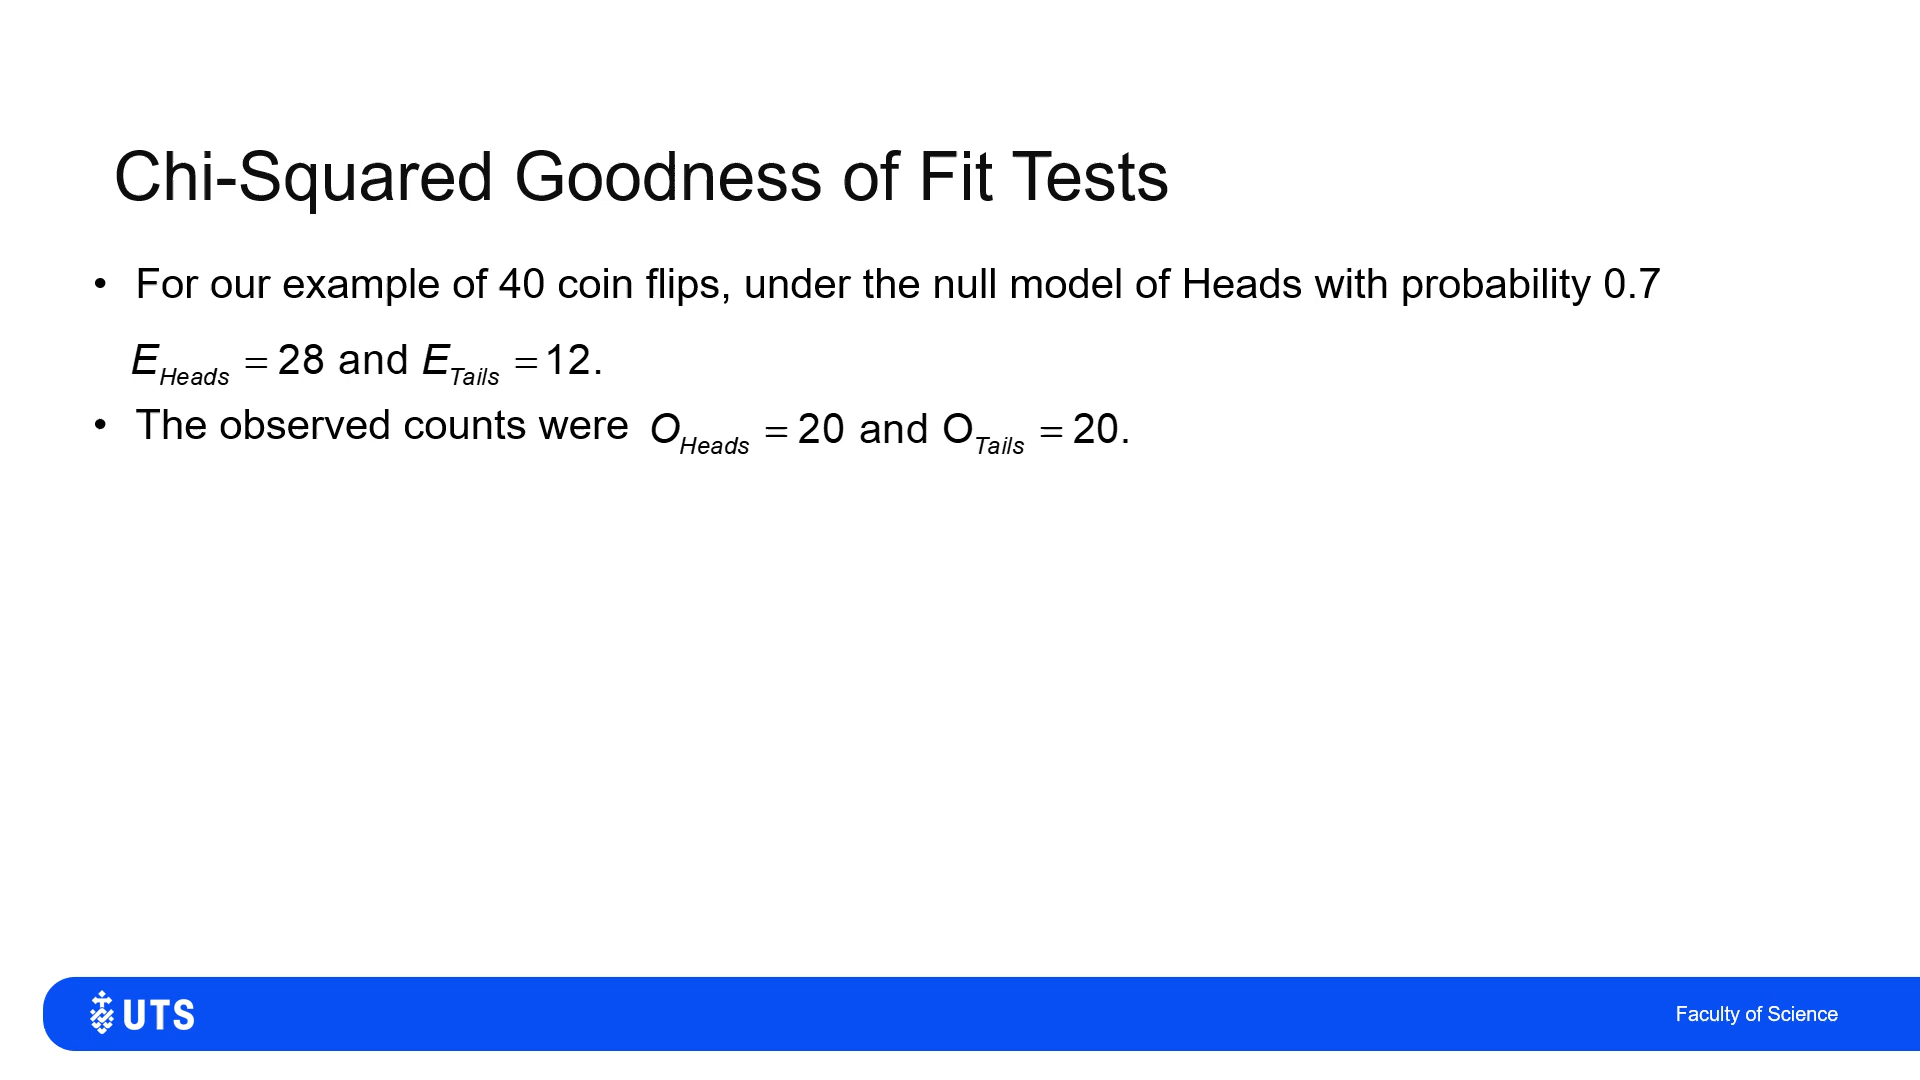 Chi-Squared Goodness of Fit Tests
• For our example of 40 coin flips, under the null model of Heads with probability 0.7
E_Heads = 28 and E_Tails = 12.
• The observed counts were O_Heads = 20 and O_Tails = 20.
UTS
Faculty of Science